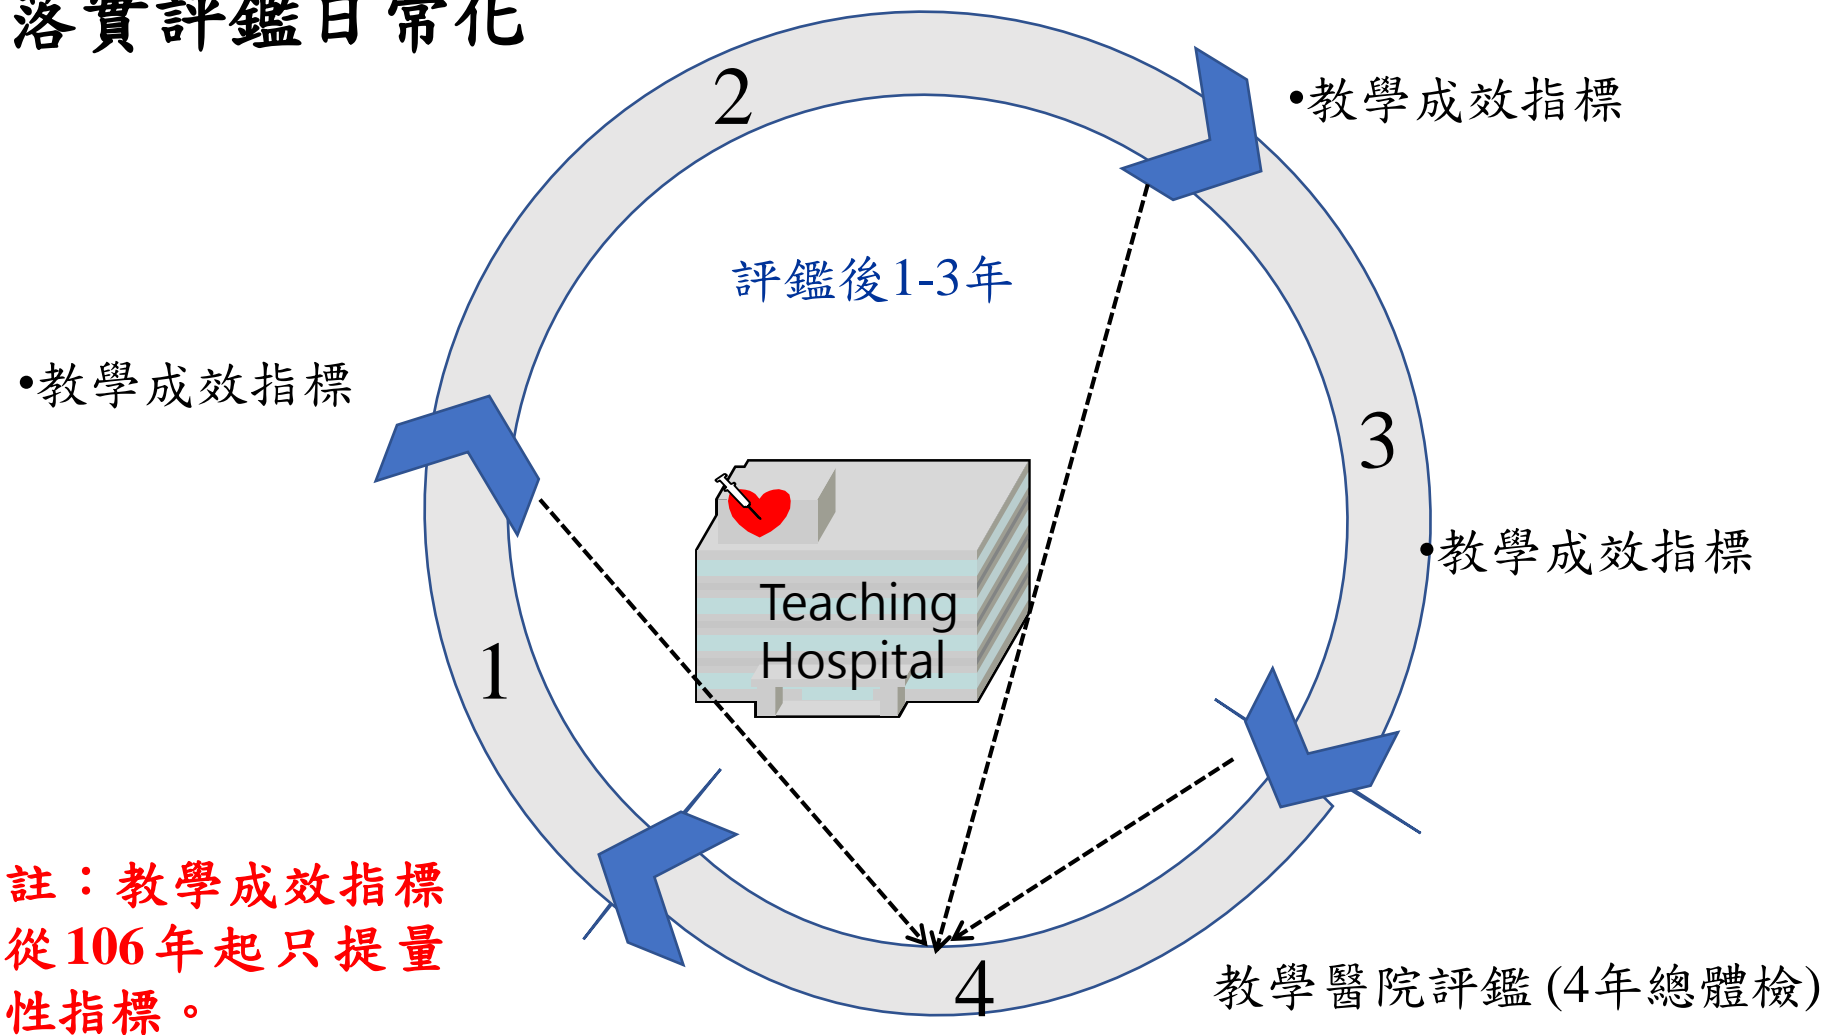 落實評鑑日常化
2
•教學成效指標
評鑑後1-3年
•教學成效指標
3
•教學成效指標
Teaching
Hospital
1
註：教學成效指標
從106年起只提量
性指標。
4
教學醫院評鑑(4年總體檢)